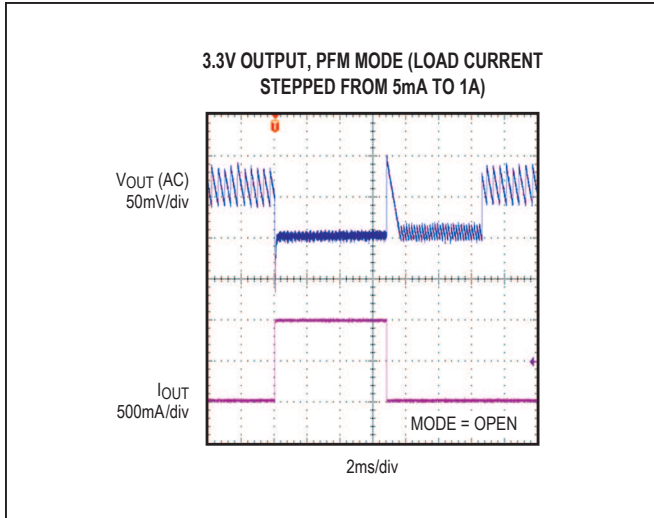 3.3V OUTPUT, PFM MODE (LOAD CURRENT
STEPPED FROM 5mA TO 1A)
T
VOUT (AC)
50mV/div
IOUT
500mA/div
MODE = OPEN
2ms/div